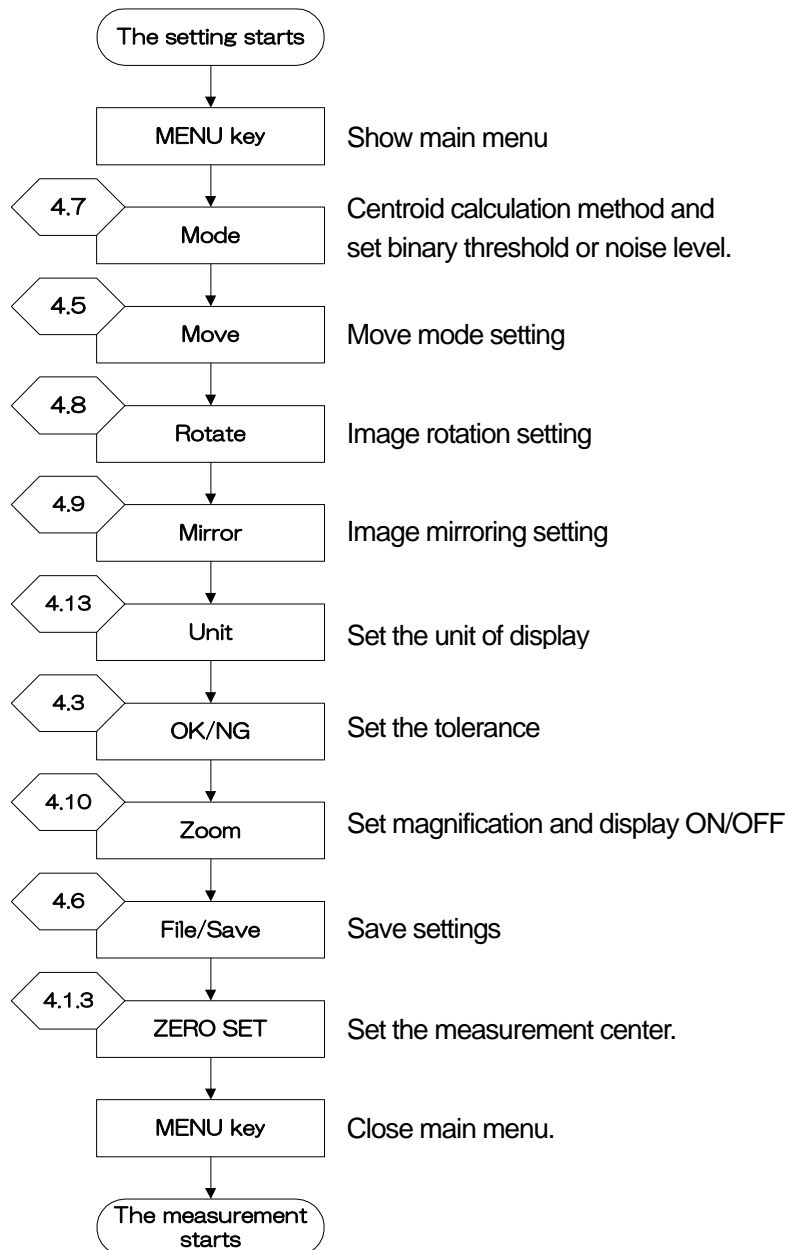 The setting starts
MENU key
Show main menu
4.7
Mode
Centroid calculation method and
set binary threshold or noise level.
4.5
Move
Move mode setting
4.8
Rotate
Image rotation setting
4.9
Mirror
Image mirroring setting
4.13
Unit
Set the unit of display
4.3
OK/NG
Set the tolerance
4.10
Zoom
Set magnification and display ON/OFF
4.6
File/Save
Save settings
4.1.3
ZERO SET
Set the measurement center.
MENU key
Close main menu.
The measurement
starts